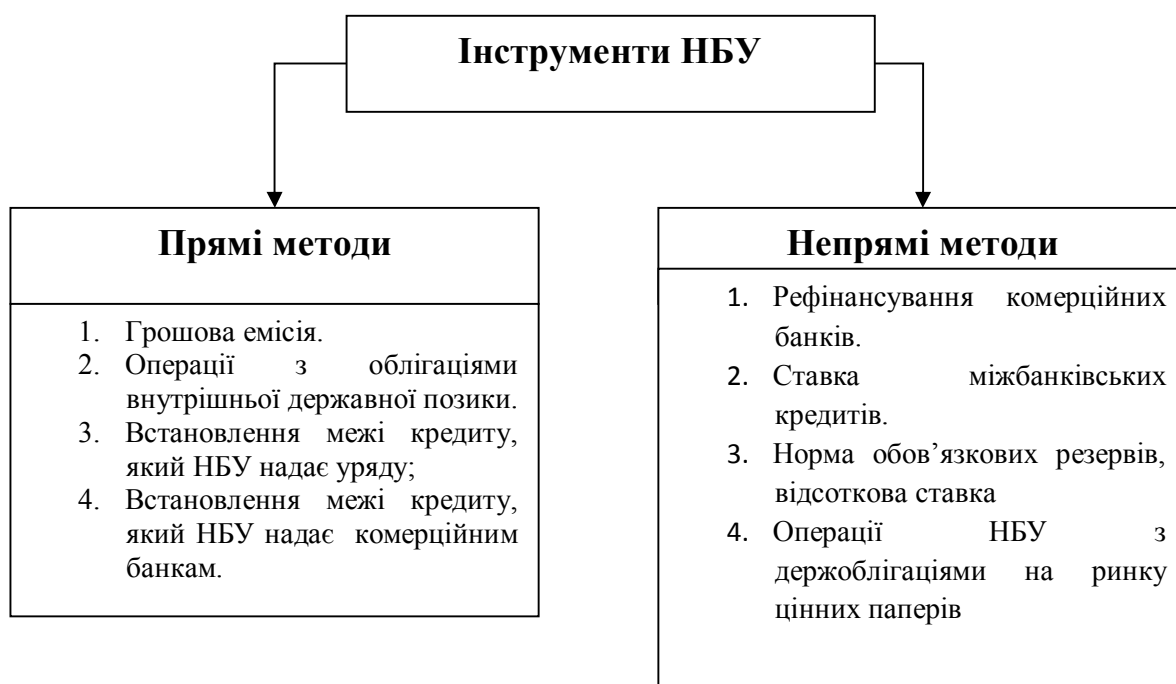 Інструменти НБУ
Прямі методи
1. Грошова емісія.
2. Операції з облігаціями
внутрішньої державної позики.
3. Встановлення межі кредиту,
який НБУ надає уряду;
4. Встановлення межі кредиту,
який НБУ надає комерційним
банкам.
Непрямі методи
1. Рефінансування комерційних
банків.
2. Ставка міжбанківських
кредитів.
3. Норма обов’язкових резервів,
відсоткова ставка
4. Операції НБУ з
держоблігаціями на ринку
цінних паперів